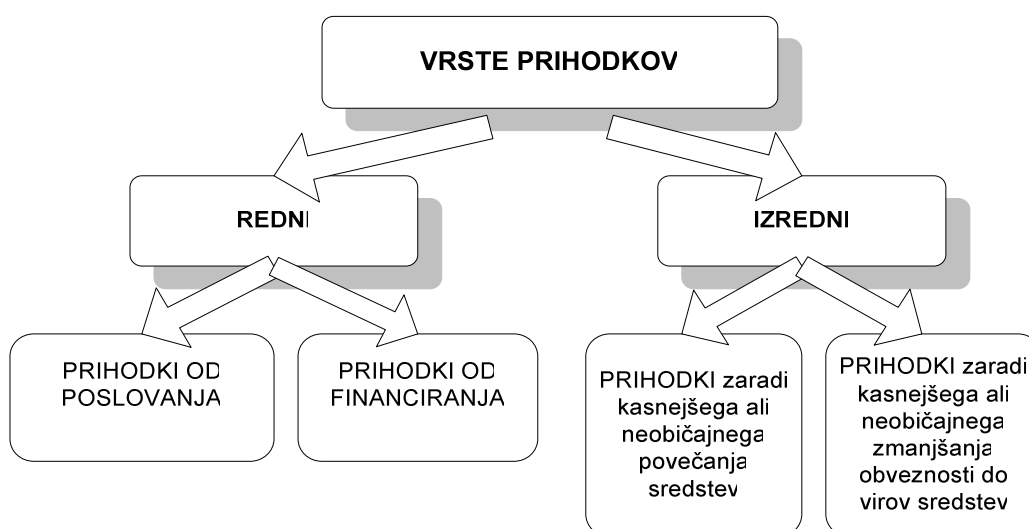 VRSTE PRIHODKOV
REDNI
IZREDNI
PRIHODKI OD
POSLOVANJA
PRIHODKI OD
FINANCIRANJA
PRIHODKI zaradi
kasnejšega ali
neobičajnega
povečanja
sredstev
PRIHODKI zaradi
kasnejšega ali
neobičajnega
zmanjšanja
obveznosti do
virov sredstev